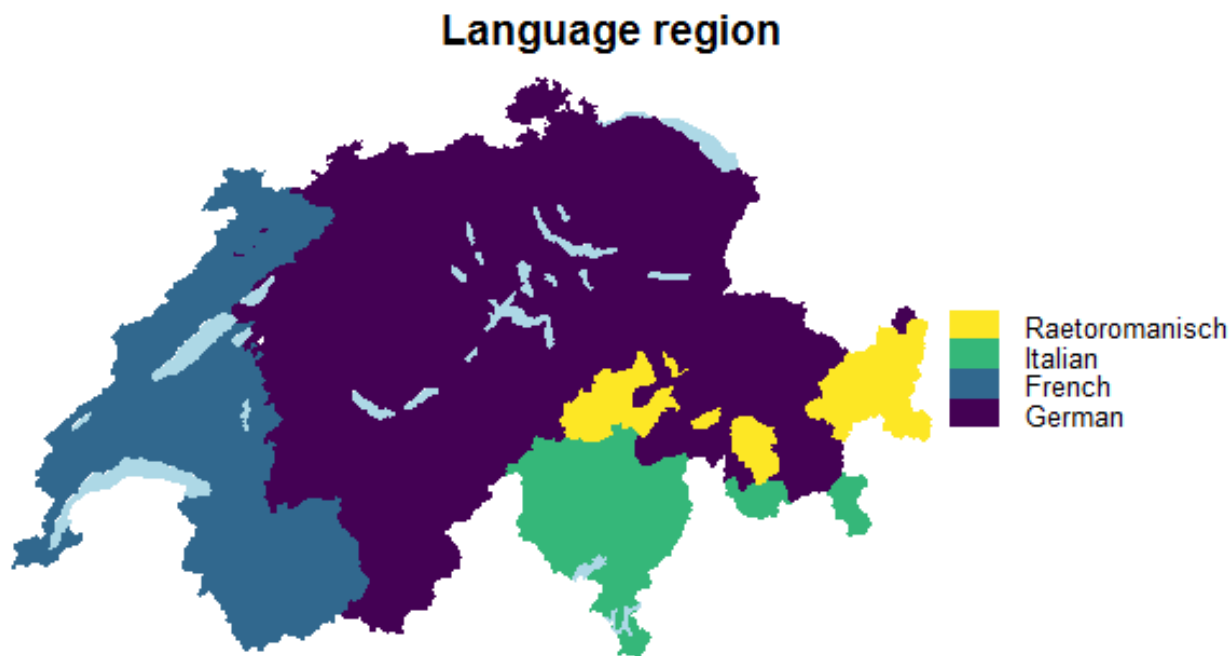 Language region
Raetoromanisch
Italian
French
German